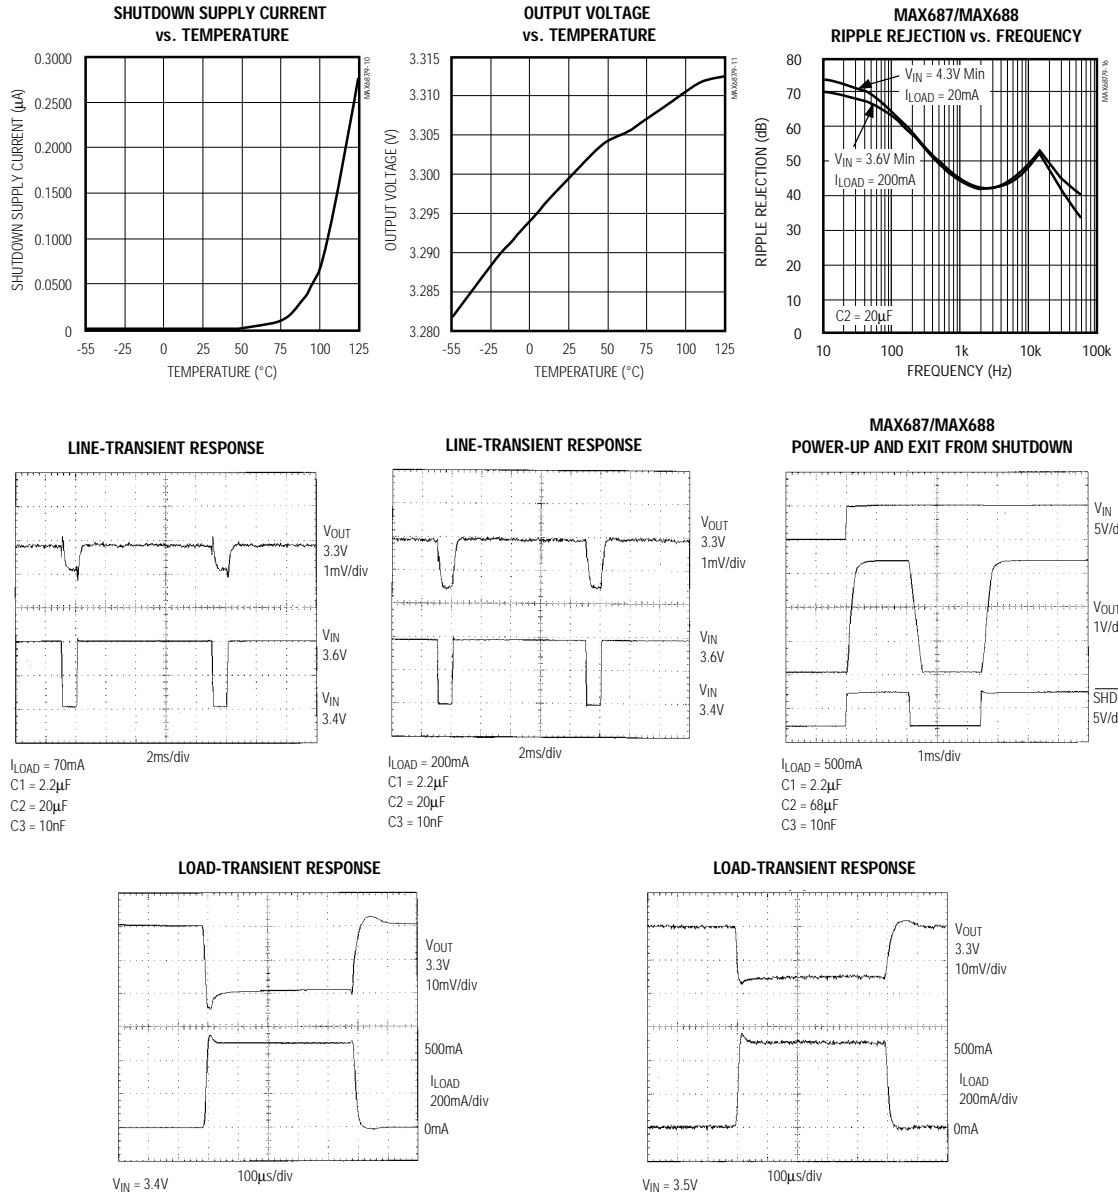 SHUTDOWN SUPPLY CURRENT
vs. TEMPERATURE
0.3000
0.2500
0.2000
0.1500
0.1000
0.0500
0
SHUTDOWN SUPPLY CURRENT (µA)
MAX687/9-10
-55 -25 0 25 50 75 100 125
TEMPERATURE (°C)
OUTPUT VOLTAGE
vs. TEMPERATURE
3.315
3.310
3.305
3.300
3.295
3.290
3.285
3.280
OUTPUT VOLTAGE (V)
MAX687/9-11
-55 -25 0 25 50 75 100 125
TEMPERATURE (°C)
MAX687/MAX688
RIPPLE REJECTION vs. FREQUENCY
80
70
60
50
40
30
20
10
0
RIPPLE REJECTION (dB)
MAX687/9-16
VIN = 4.3V Min
ILOAD = 20mA
VIN = 3.6V Min
ILOAD = 200mA
C2 = 20µF
10 100 1k 10k 100k
FREQUENCY (Hz)
LINE-TRANSIENT RESPONSE
VOUT
3.3V
1mV/div
VIN
3.6V
VIN
3.4V
2ms/div
ILOAD = 70mA
C1 = 2.2µF
C2 = 20µF
C3 = 10nF
LINE-TRANSIENT RESPONSE
VOUT
3.3V
1mV/div
VIN
3.6V
VIN
3.4V
2ms/div
ILOAD = 200mA
C1 = 2.2µF
C2 = 20µF
C3 = 10nF
MAX687/MAX688
POWER-UP AND EXIT FROM SHUTDOWN
VIN
5V/d
VOUT
1V/d
SHD
5V/d
1ms/div
ILOAD = 500mA
C1 = 2.2µF
C2 = 68µF
C3 = 10nF
LOAD-TRANSIENT RESPONSE
VOUT
3.3V
10mV/div
500mA
ILOAD
200mA/div
0mA
100µs/div
VIN = 3.4V
LOAD-TRANSIENT RESPONSE
VOUT
3.3V
10mV/div
500mA
ILOAD
200mA/div
0mA
100µs/div
VIN = 3.5V